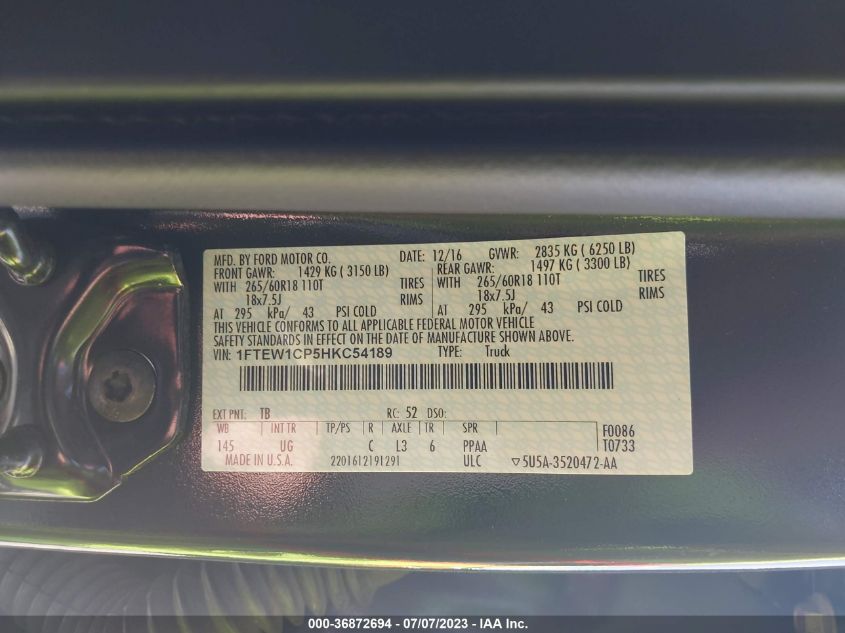 MFD. BY FORD MOTOR CO. DATE: 12/16 GVWR: 2835 KG ( 6250 LB)
FRONT GAWR: 1429 KG ( 3150 LB) REAR GAWR: 1497 KG ( 3300 LB)
WITH 265/60R18 110T TIRES WITH 265/60R18 110T TIRES
18x7.5J RIMS 18x7.5J RIMS
AT 295 kPa/ 43 PSI COLD AT 295 kPa/ 43 PSI COLD
THIS VEHICLE CONFORMS TO ALL APPLICABLE FEDERAL MOTOR VEHICLE
SAFETY STANDARDS IN EFFECT ON THE DATE OF MANUFACTURE SHOWN ABOVE.
VIN: 1FTEW1CP5HKC54189 TYPE: Truck
EXT PNT: TB RC: 52 DSO:
WB INT TR TP/PS R AXLE TR SPR F0086
145 UG C L3 6 PPAA T0733
MADE IN U.S.A. 2201612191291 ULC ▽5U5A-3520472-AA
000-36872694 - 07/07/2023 - IAA Inc.